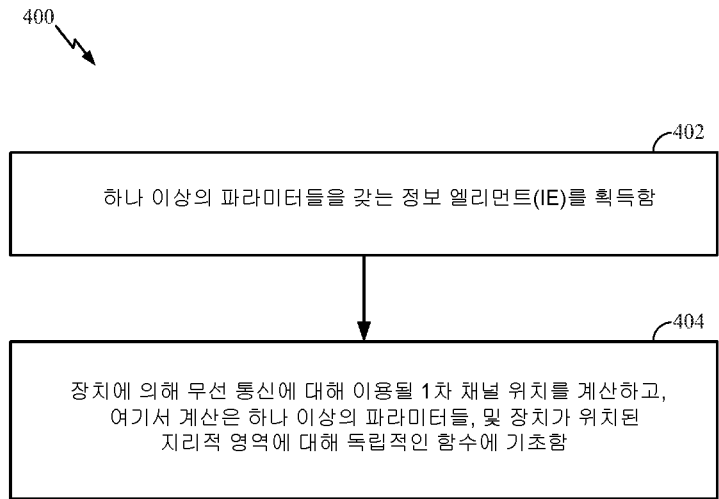 400
402
하나 이상의 파라미터들을 갖는 정보 엘리먼트(IE)를 획득함
404
장치에 의해 무선 통신에 대해 이용될 1차 채널 위치를 계산하고,
여기서 계산은 하나 이상의 파라미터들, 및 장치가 위치된
지리적 영역에 대해 독립적인 함수에 기초함